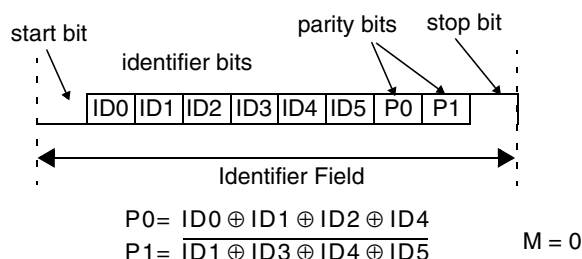 start bit
identifier bits
parity bits
stop bit
ID0 ID1 ID2 ID3 ID4 ID5 P0 P1
Identifier Field
P0= ID0 ⊕ ID1 ⊕ ID2 ⊕ ID4
P1= ID1 ⊕ ID3 ⊕ ID4 ⊕ ID5
M = 0